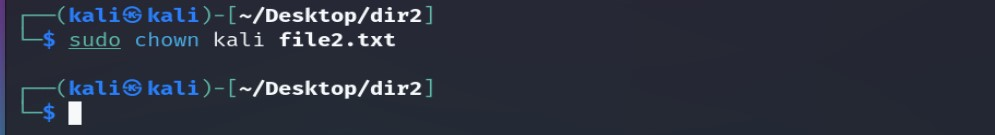 ┌──(kali㉿kali)-[~/Desktop/dir2]
└─$ sudo chown kali file2.txt
┌──(kali㉿kali)-[~/Desktop/dir2]
└─$